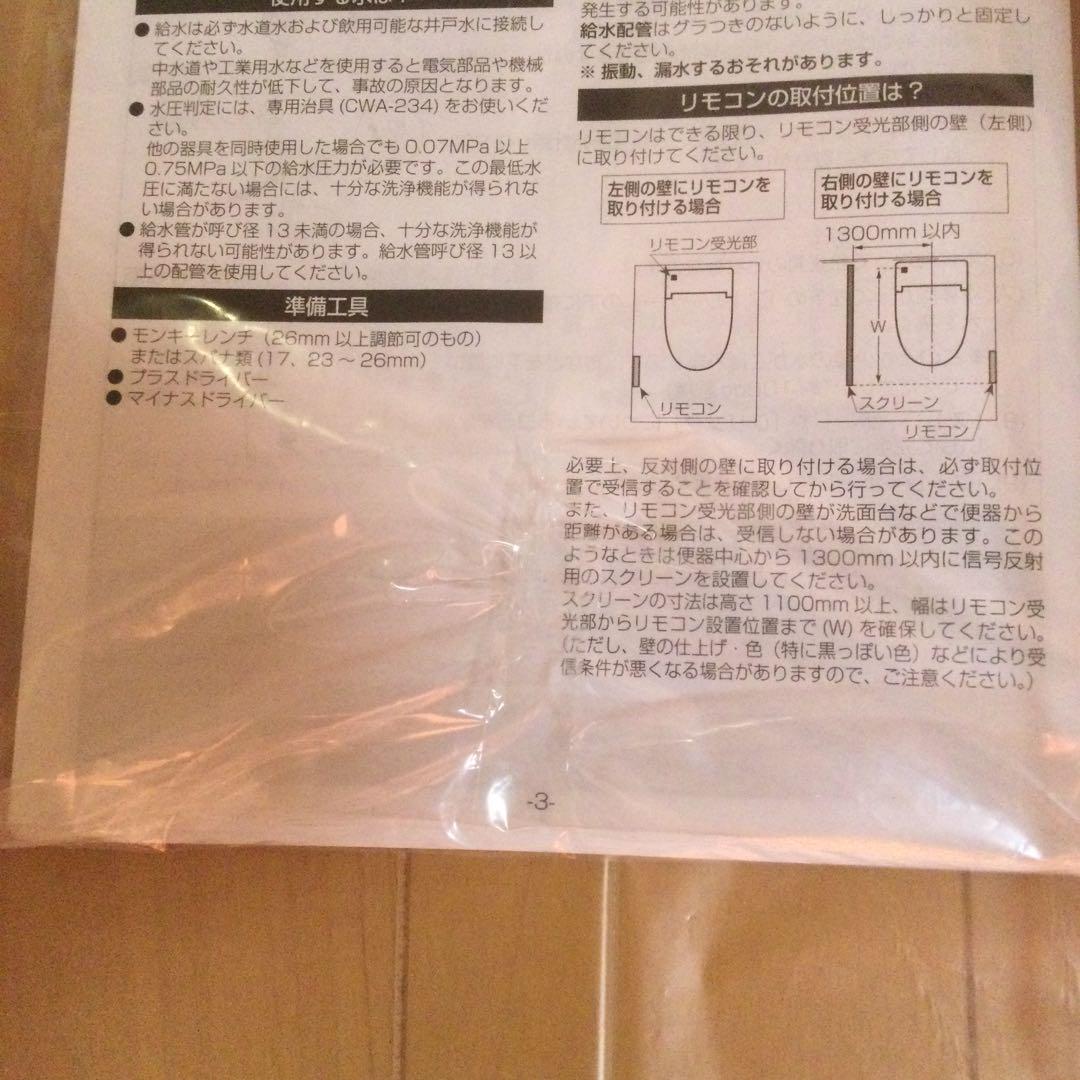 使用する水は？
● 給水は必ず水道水および飲用可能な井戸水に接続し
てください。
中水道や工業用水などを使用すると電気部品や機械
部品の耐久性が低下して、事故の原因となります。
● 水圧判定には、専用治具 (CWA-234) をお使いくだ
さい。
他の器具を同時使用した場合でも 0.07MPa 以上
0.75MPa 以下の給水圧力が必要です。この最低水
圧に満たない場合には、十分な洗浄機能が得られな
い場合があります。
● 給水管が呼び径 13 未満の場合、十分な洗浄機能が
得られない可能性があります。給水管呼び径 13 以
上の配管を使用してください。
準備工具
● モンキーレンチ（26mm 以上調節可のもの）
またはスパナ類 (17、23 ～ 26mm)
● プラスドライバー
● マイナスドライバー
発生する可能性があります。
給水配管はグラつきのないように、しっかりと固定し
てください。
※ 振動、漏水するおそれがあります。
リモコンの取付位置は？
リモコンはできる限り、リモコン受光部側の壁（左側）
に取り付けてください。
左側の壁にリモコンを
取り付ける場合
リモコン受光部
リモコン
右側の壁にリモコンを
取り付ける場合
1300mm 以内
W
スクリーン
リモコン
必要上、反対側の壁に取り付ける場合は、必ず取付位
置で受信することを確認してから行ってください。
また、リモコン受光部側の壁が洗面台などで便器から
距離がある場合は、受信しない場合があります。この
ようなときは便器中心から 1300mm 以内に信号反射
用のスクリーンを設置してください。
スクリーンの寸法は高さ 1100mm 以上、幅はリモコン受
光部からリモコン設置位置まで (W) を確保してください。
（ただし、壁の仕上げ・色（特に黒っぽい色）などにより受
信条件が悪くなる場合がありますので、ご注意ください。）
-3-